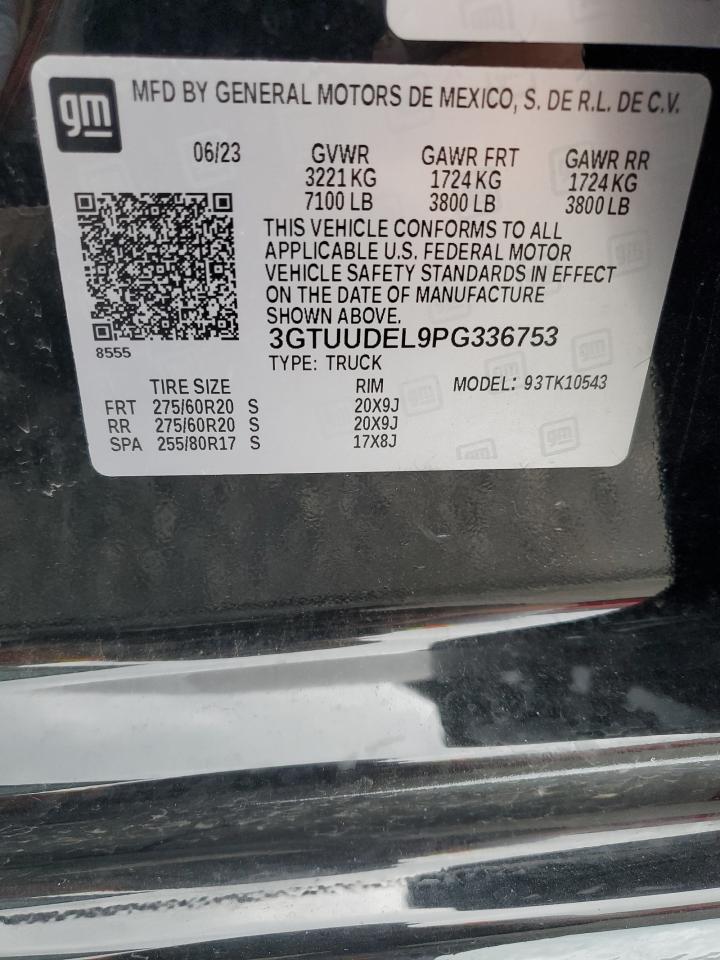 gm
MFD BY GENERAL MOTORS DE MEXICO, S. DE R.L. DE C.V.
06/23 GVWR GAWR FRT GAWR RR
3221 KG 1724 KG 1724 KG
7100 LB 3800 LB 3800 LB
THIS VEHICLE CONFORMS TO ALL
APPLICABLE U.S. FEDERAL MOTOR
VEHICLE SAFETY STANDARDS IN EFFECT
ON THE DATE OF MANUFACTURE
SHOWN ABOVE.
3GTUUDEL9PG336753
8555
TYPE: TRUCK
TIRE SIZE RIM MODEL: 93TK10543
FRT 275/60R20 S 20X9J
RR 275/60R20 S 20X9J
SPA 255/80R17 S 17X8J